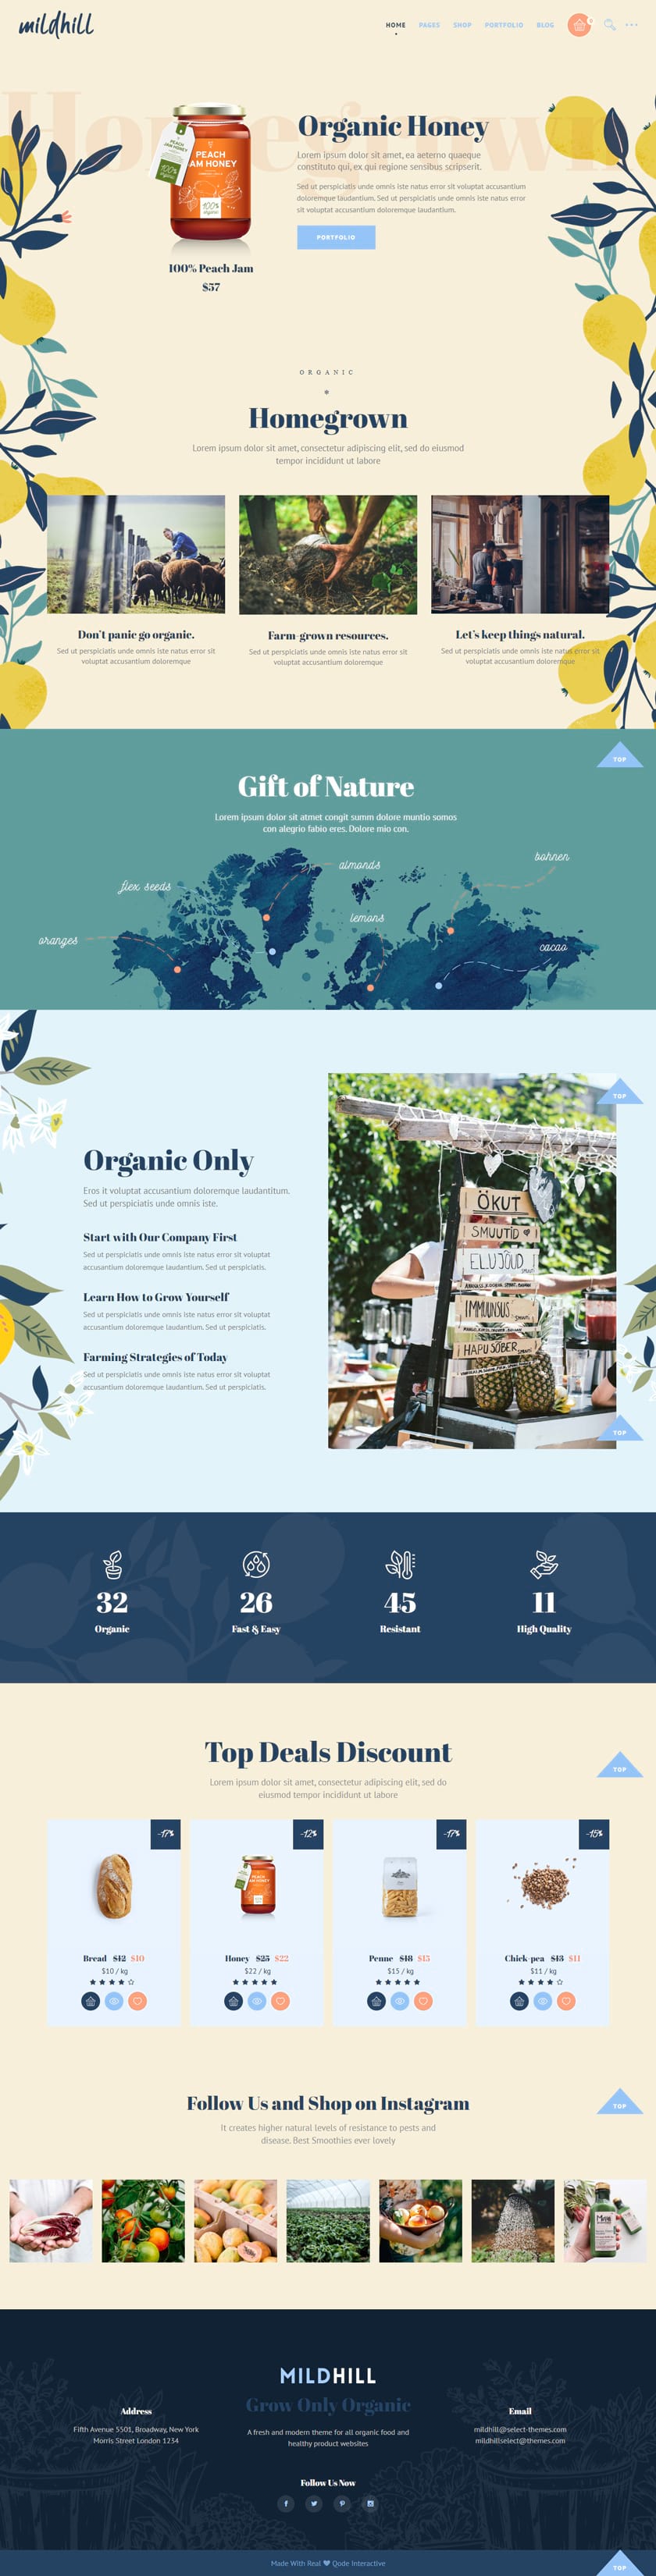 mildhill
HOME PAGES SHOP PORTFOLIO BLOG
0
Homegrown
PEACH JAM HONEY
100%
Organic Honey
Lorem ipsum dolor sit amet, ea aeterno quaeque
constituto qui, ex qui regione sensibus scripserit.
Sed ut perspiciatis unde omnis iste natus error sit voluptat accusantium
doloremque laudantium. Sed ut perspiciatis unde omnis iste natus error
sit voluptat accusantium doloremque laudantium.
PORTFOLIO
100% Peach Jam
$57
ORGANIC
Homegrown
Lorem ipsum dolor sit amet, consectetur adipiscing elit, sed do eiusmod
tempor incididunt ut labore
Don't panic go organic.
Sed ut perspiciatis unde omnis iste natus error sit
voluptat accusantium doloremque
Farm-grown resources.
Sed ut perspiciatis unde omnis iste natus error sit
voluptat accusantium doloremque
Let's keep things natural.
Sed ut perspiciatis unde omnis iste natus error sit
voluptat accusantium doloremque
TOP
Gift of Nature
Lorem ipsum dolor sit atmet congit summ dolore muntio somos
con alegrio fabio eres. Dolore mio con.
bohnen
almonds
flex seeds
lemons
oranges
cacao
TOP
Organic Only
Eros it voluptat accusantium doloremque laudantitum.
Sed ut perspiciatis unde omnis iste.
Start with Our Company First
Sed ut perspiciatis unde omnis iste natus error sit voluptat
accusantium doloremque laudantium. Sed ut perspiciatis.
Learn How to Grow Yourself
Sed ut perspiciatis unde omnis iste natus error sit voluptat
accusantium doloremque laudantium. Sed ut perspiciatis.
Farming Strategies of Today
Sed ut perspiciatis unde omnis iste natus error sit voluptat
accusantium doloremque laudantium. Sed ut perspiciatis.
ÖKUT
SMUUTID
ELUJÕUD
IMMUUNSUS
HAPU SÕBER
TOP
32
Organic
26
Fast & Easy
45
Resistant
11
High Quality
Top Deals Discount
TOP
Lorem ipsum dolor sit amet, consectetur adipiscing elit, sed do
eiusmod tempor incididunt ut labore
-17%
-12%
-17%
-15%
PEACH JAM HONEY
Bread $12 $10
$10 / kg
Honey $25 $22
$22 / kg
Penne $18 $15
$15 / kg
Chick-pea $13 $11
$11 / kg
Follow Us and Shop on Instagram
TOP
It creates higher natural levels of resistance to pests and
disease. Best Smoothies ever lovely
MILDHILL
Grow Only Organic
A fresh and modern theme for all organic food and
healthy product websites
Address
Fifth Avenue 5501, Broadway, New York
Morris Street London 1234
Email
mildhill@select-themes.com
mildhillselect@themes.com
Follow Us Now
Made With Real ❤ Qode Interactive
TOP